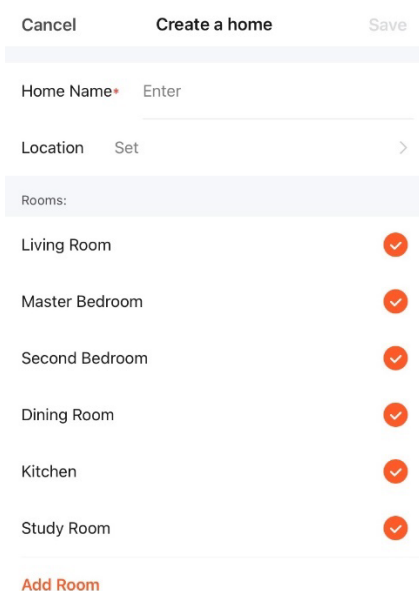 Cancel Create a home Save
Home Name* Enter
Location Set
Rooms:
Living Room
Master Bedroom
Second Bedroom
Dining Room
Kitchen
Study Room
Add Room